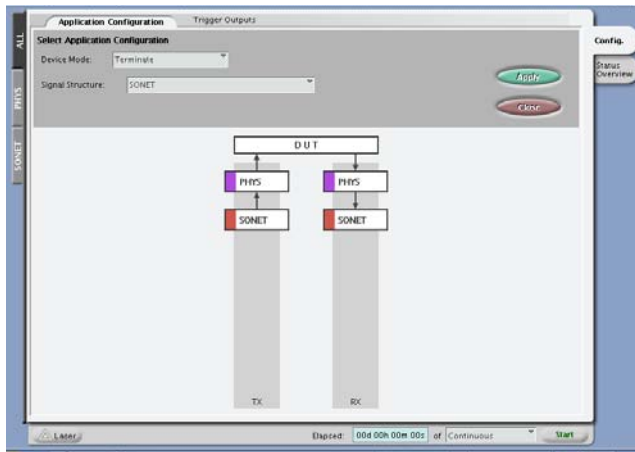 Application Configuration
Trigger Outputs
ALL
PHYS
SONET
Select Application Configuration
Device Mode: Terminate
Signal Structure: SONET
Apply
Close
Config.
Status Overview
DUT
PHYS PHYS
SONET SONET
TX RX
Laser
Elapsed: 00d 00h 00m 00s of Continuous Start